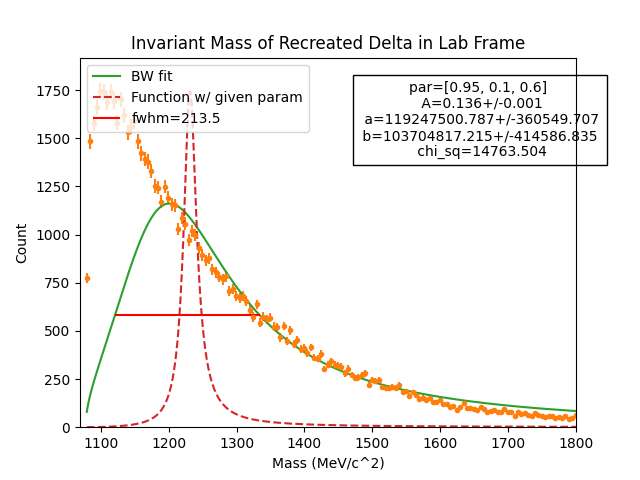 Invariant Mass of Recreated Delta in Lab Frame
BW fit
Function w/ given param
fwhm=213.5
par=[0.95, 0.1, 0.6]
A=0.136+/-0.001
a=119247500.787+/-360549.707
b=103704817.215+/-414586.835
chi_sq=14763.504
Count
1750
1500
1250
1000
750
500
250
0
1100
1200
1300
1400
1500
1600
1700
1800
Mass (MeV/c^2)